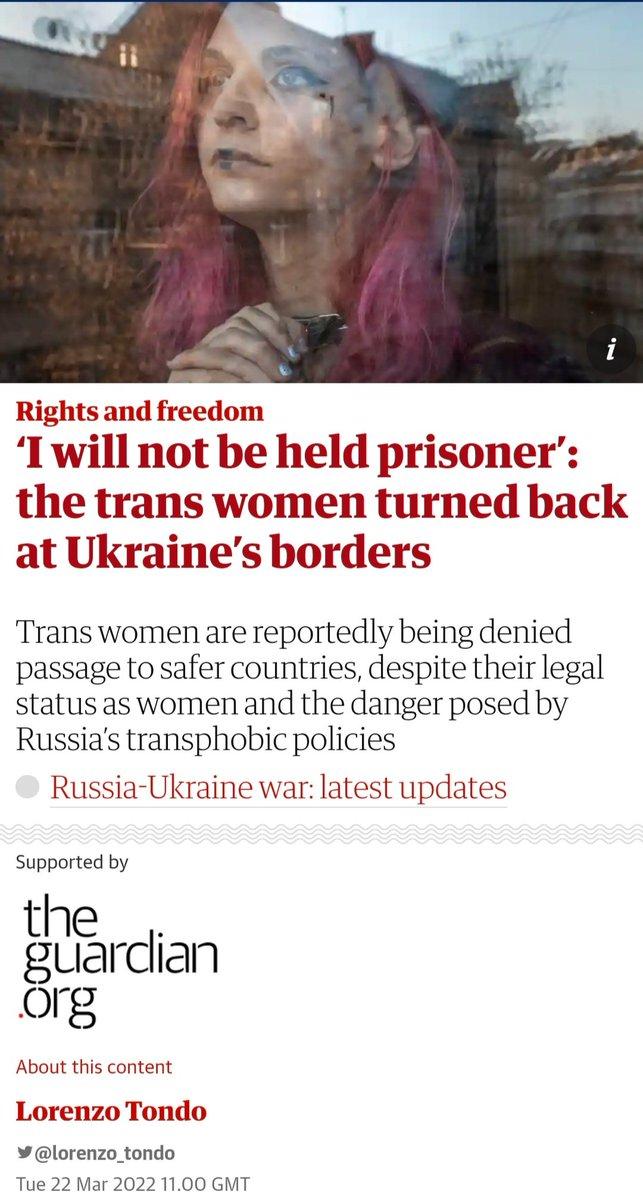 i
Rights and freedom
‘I will not be held prisoner’:
the trans women turned back
at Ukraine’s borders
Trans women are reportedly being denied
passage to safer countries, despite their legal
status as women and the danger posed by
Russia’s transphobic policies
Russia-Ukraine war: latest updates
Supported by
the
guardian
.org
About this content
Lorenzo Tondo
@lorenzo_tondo
Tue 22 Mar 2022 11.00 GMT